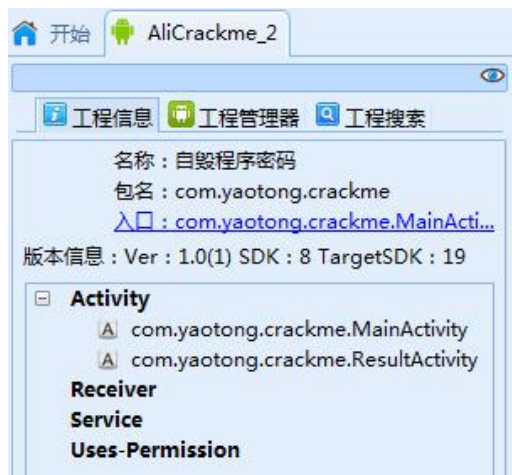 开始 AliCrackme_2
工程信息 工程管理器 工程搜索
名称：自毁程序密码
包名：com.yaotong.crackme
入口：com.yaotong.crackme.MainActi...
版本信息：Ver：1.0(1) SDK：8 TargetSDK：19
Activity
A com.yaotong.crackme.MainActivity
A com.yaotong.crackme.ResultActivity
Receiver
Service
Uses-Permission